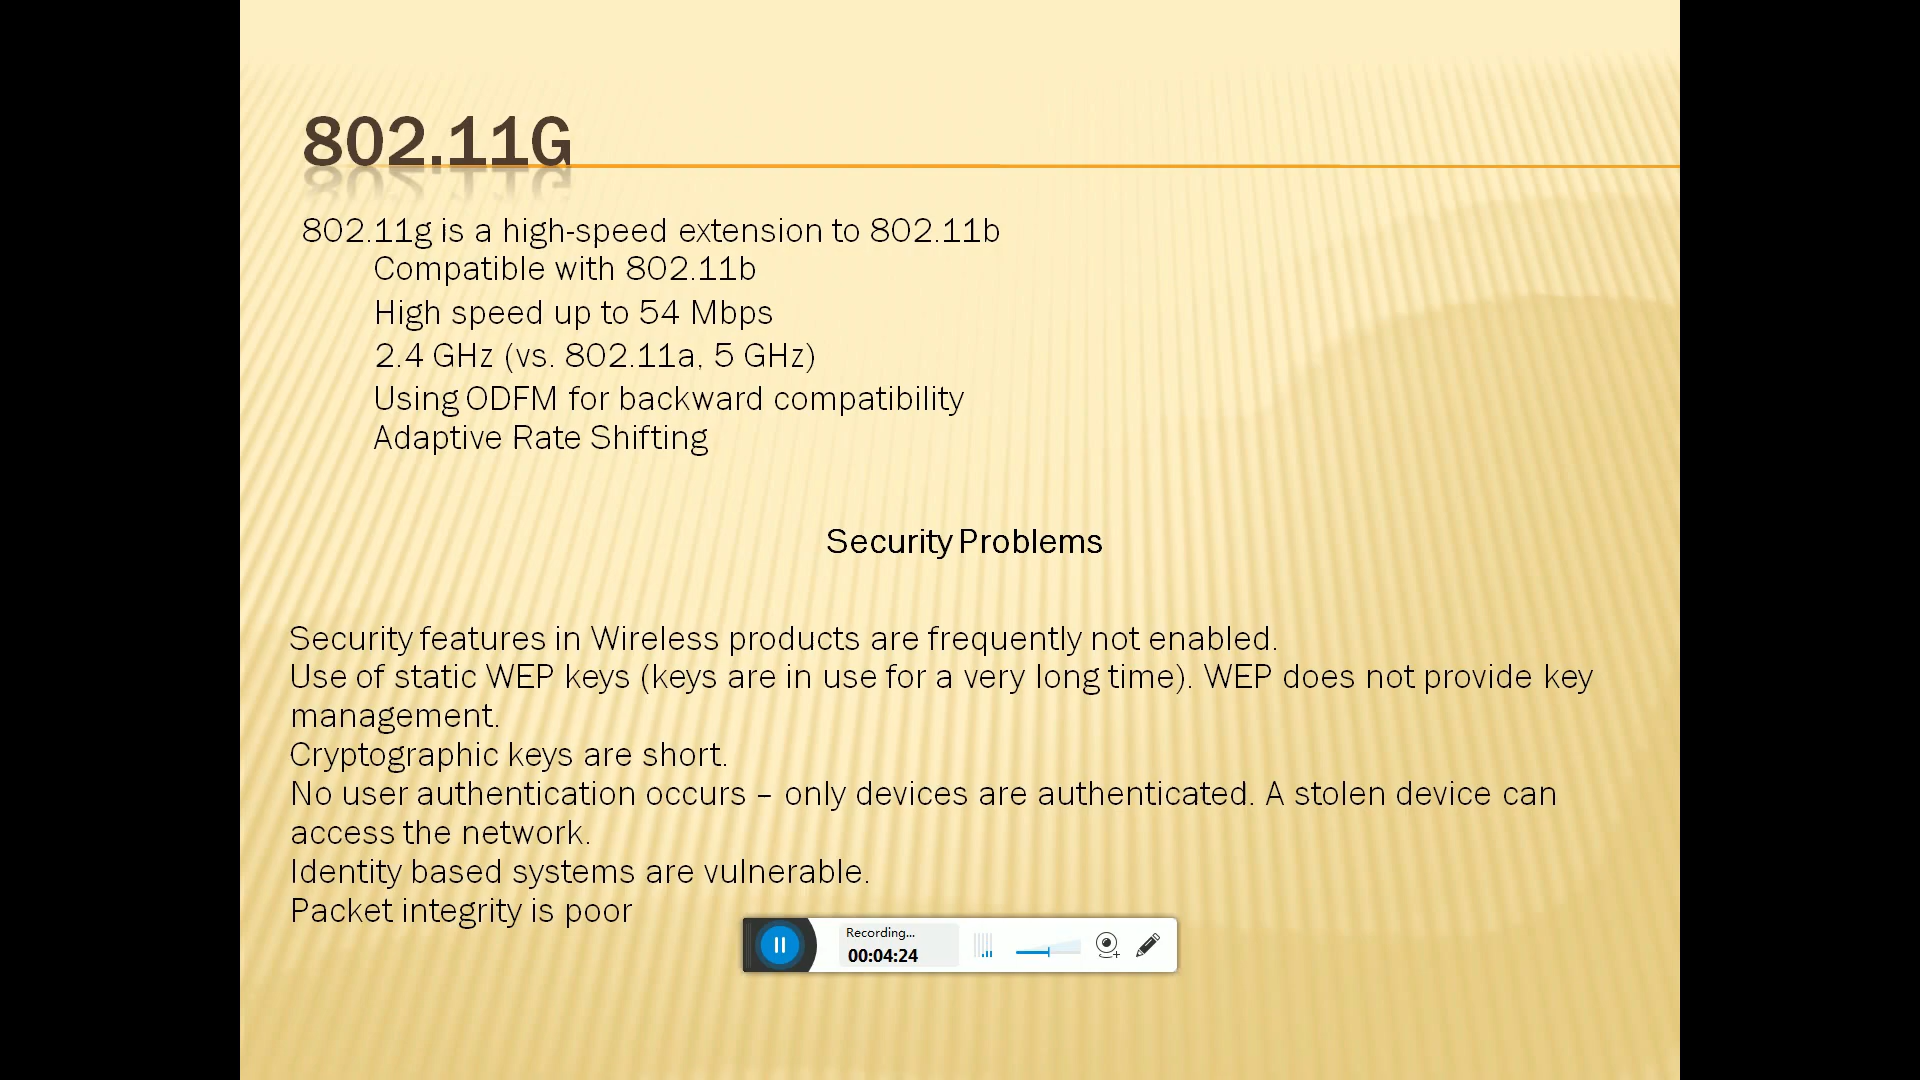 802.11G
802.11g is a high-speed extension to 802.11b
Compatible with 802.11b
High speed up to 54 Mbps
2.4 GHz (vs. 802.11a, 5 GHz)
Using ODFM for backward compatibility
Adaptive Rate Shifting
Security Problems
Security features in Wireless products are frequently not enabled.
Use of static WEP keys (keys are in use for a very long time). WEP does not provide key
management.
Cryptographic keys are short.
No user authentication occurs – only devices are authenticated. A stolen device can
access the network.
Identity based systems are vulnerable.
Packet integrity is poor
Recording...
00:04:24